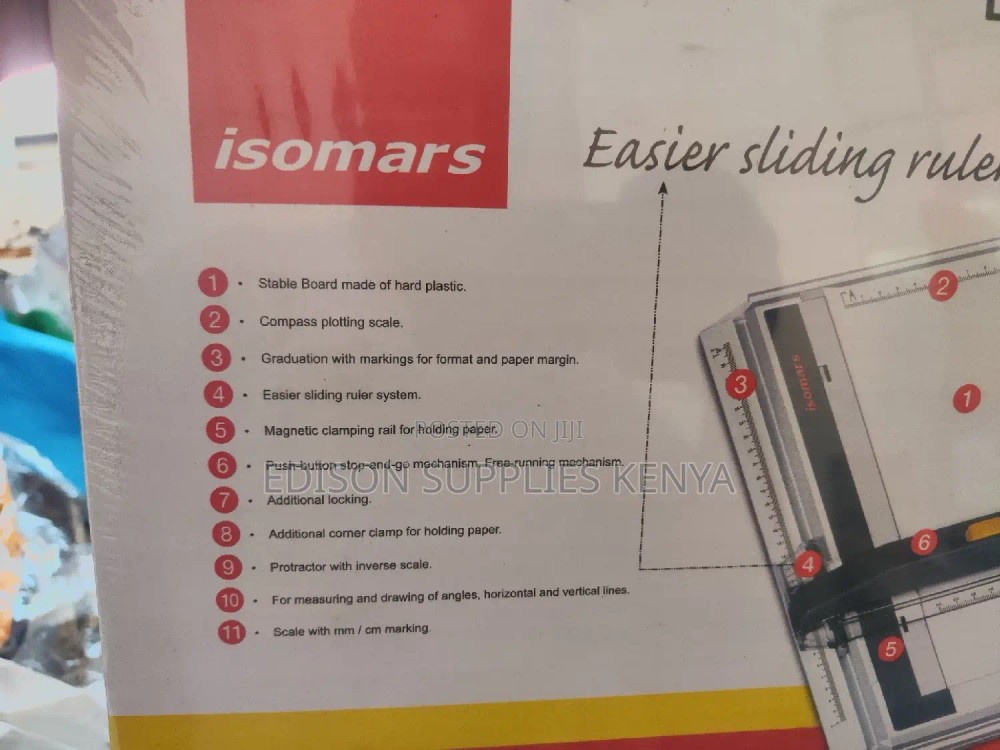 isomars
Easier sliding ruler
1 • Stable Board made of hard plastic.
2 • Compass plotting scale.
3 • Graduation with markings for format and paper margin.
4 • Easier sliding ruler system.
5 • Magnetic clamping rail for holding paper.
6 • Push-button stop-and-go mechanism. Free-running mechanism.
7 • Additional locking.
8 • Additional corner clamp for holding paper.
9 • Protractor with inverse scale.
10 • For measuring and drawing of angles, horizontal and vertical lines.
11 • Scale with mm / cm marking.
POSTED ON JIJI
EDISON SUPPLIES KENYA
2
3
isomars
1
6
4
5